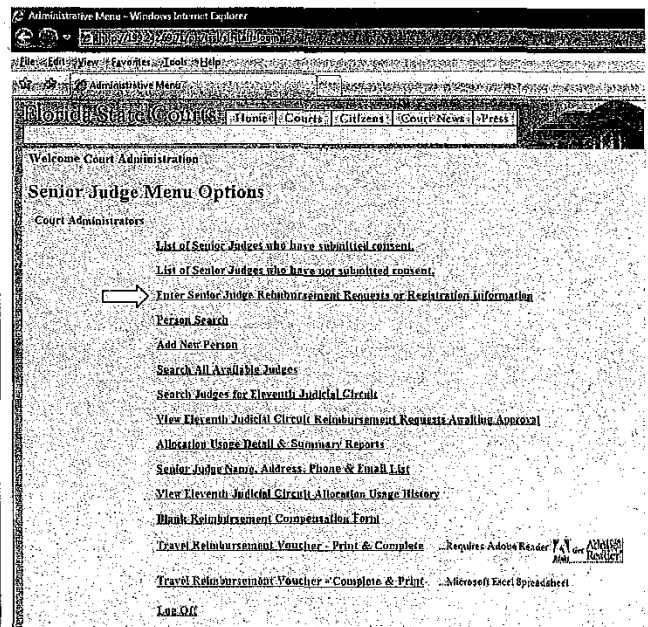 Administrative Menu - Windows Internet Explorer
File Edit View Favorites Tools Help
Administrative Menu
Florida State Courts Home Courts Citizens Court News Press
Welcome Court Administration
Senior Judge Menu Options
Court Administrators
List of Senior Judges who have submitted consent.
List of Senior Judges who have not submitted consent.
Enter Senior Judge Reimbursement Requests or Registration Information
Person Search
Add New Person
Search All Available Judges
Search Judges for Eleventh Judicial Circuit
View Eleventh Judicial Circuit Reimbursement Requests Awaiting Approval
Allocation Usage Detail & Summary Reports
Senior Judge Name, Address, Phone & Email List
View Eleventh Judicial Circuit Allocation Usage History
Blank Reimbursement Compensation Form
Travel Reimbursement Voucher - Print & Complete ...Requires Adobe Reader Get Adobe Reader
Travel Reimbursement Voucher - Complete & Print ...Microsoft Excel Spreadsheet
Log Off